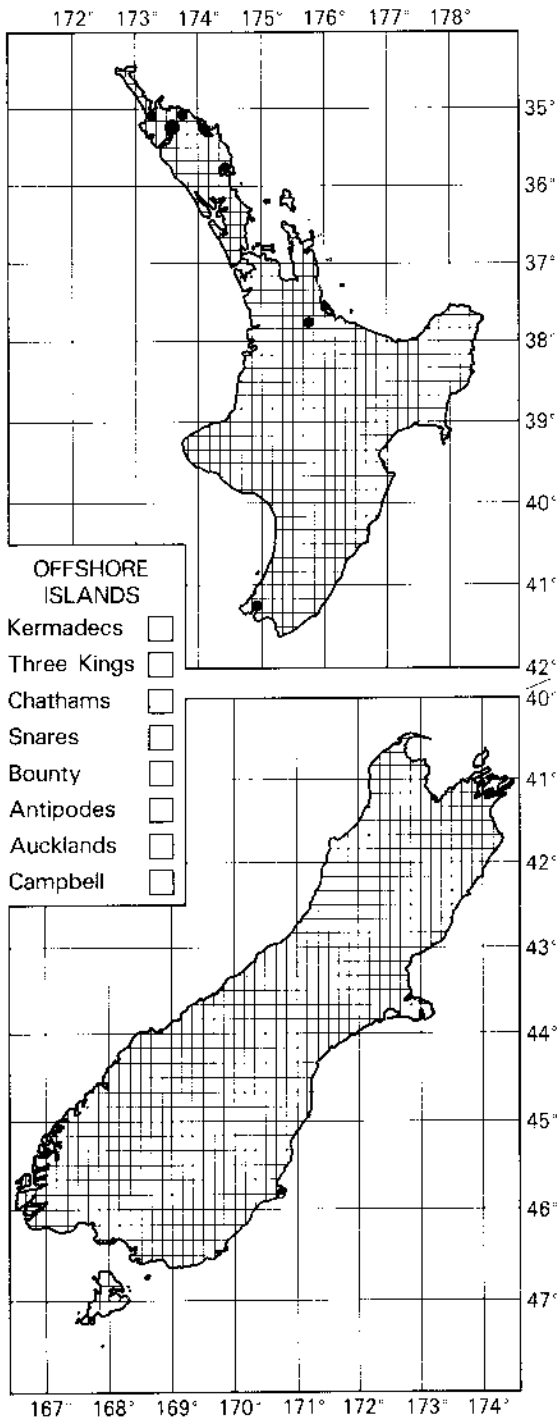 172° 173° 174° 175° 176° 177° 178°
35°
36°
37°
38°
39°
40°
41°
42°
OFFSHORE
ISLANDS
Kermadecs
Three Kings
Chathams
Snares
Bounty
Antipodes
Aucklands
Campbell
40°
41°
42°
43°
44°
45°
46°
47°
167° 168° 169° 170° 171° 172° 173° 174°